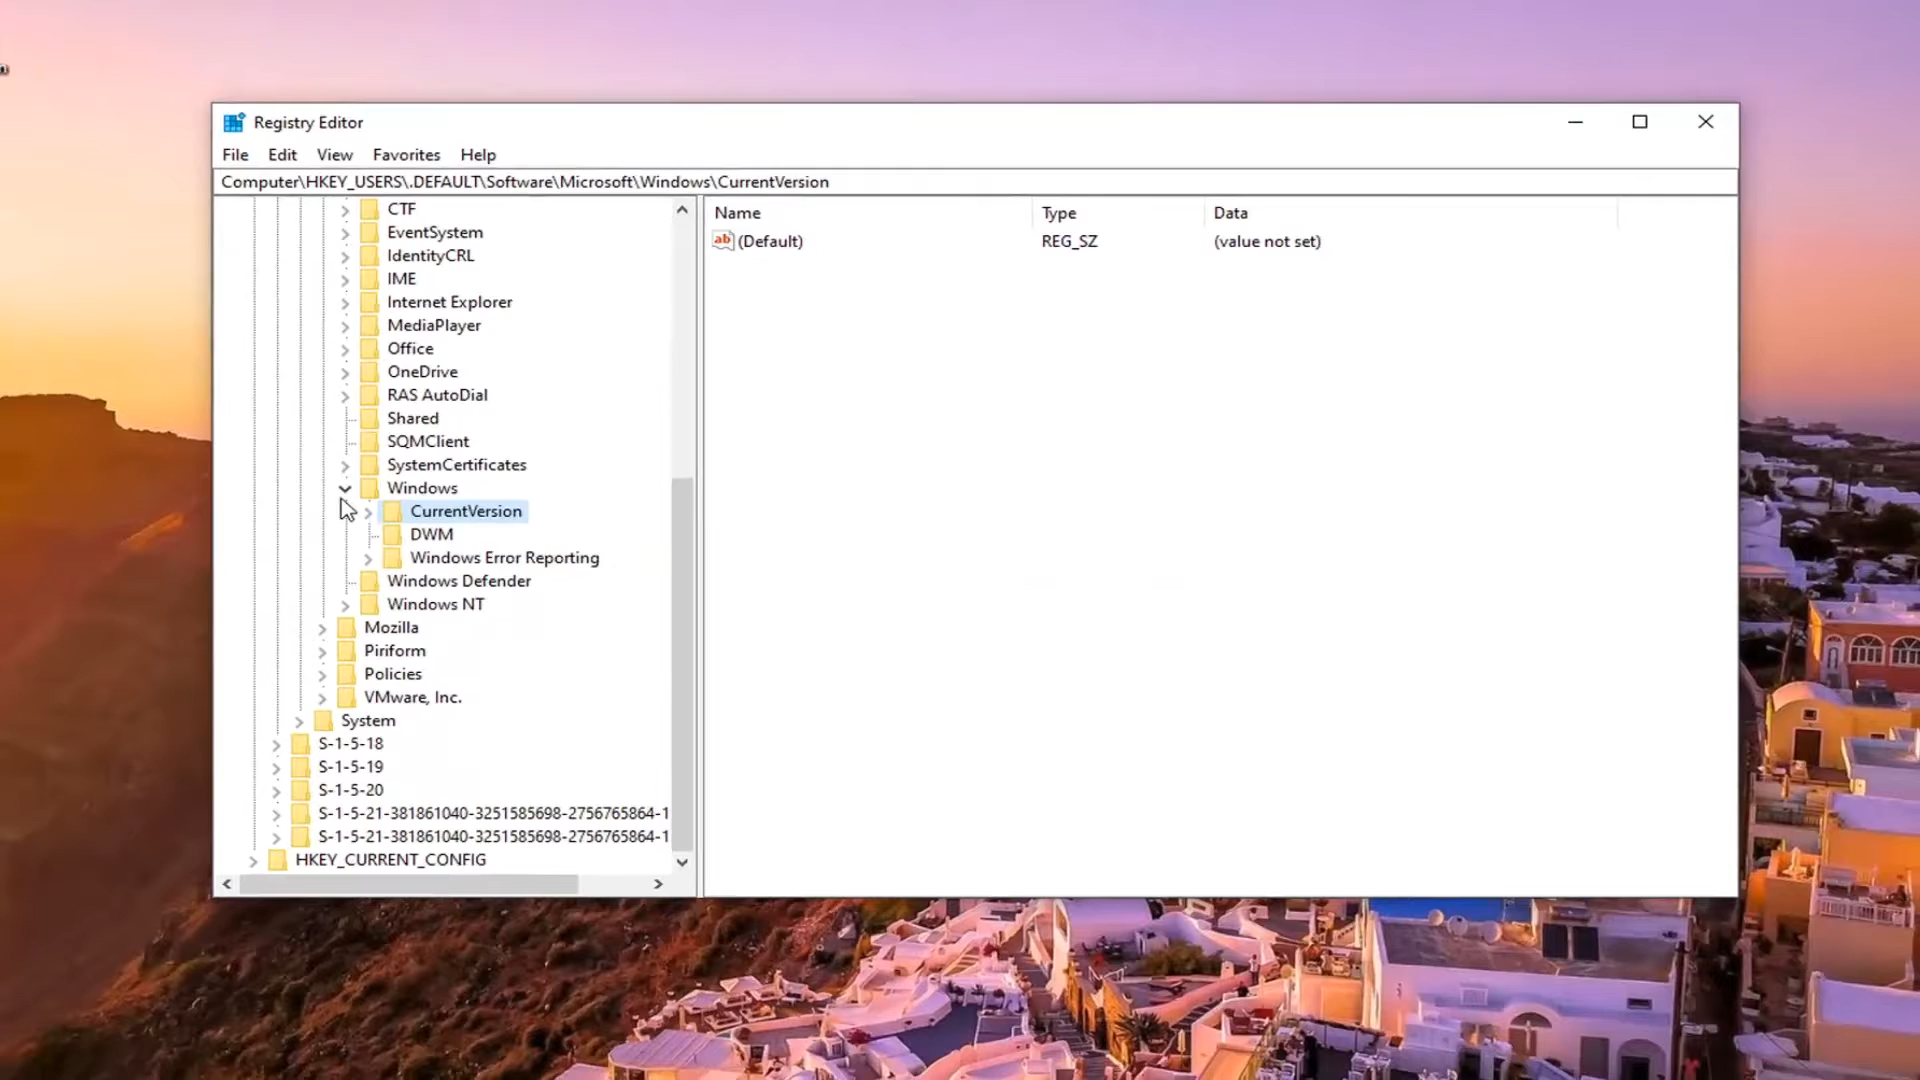 Registry Editor
File Edit View Favorites Help
Computer\HKEY_USERS\.DEFAULT\Software\Microsoft\Windows\CurrentVersion
CTF
EventSystem
IdentityCRL
IME
Internet Explorer
MediaPlayer
Office
OneDrive
RAS AutoDial
Shared
SQMClient
SystemCertificates
Windows
CurrentVersion
DWM
Windows Error Reporting
Windows Defender
Windows NT
Mozilla
Piriform
Policies
VMware, Inc.
System
S-1-5-18
S-1-5-19
S-1-5-20
S-1-5-21-381861040-3251585698-2756765864-1
S-1-5-21-381861040-3251585698-2756765864-1
HKEY_CURRENT_CONFIG
Name Type Data
ab (Default) REG_SZ (value not set)